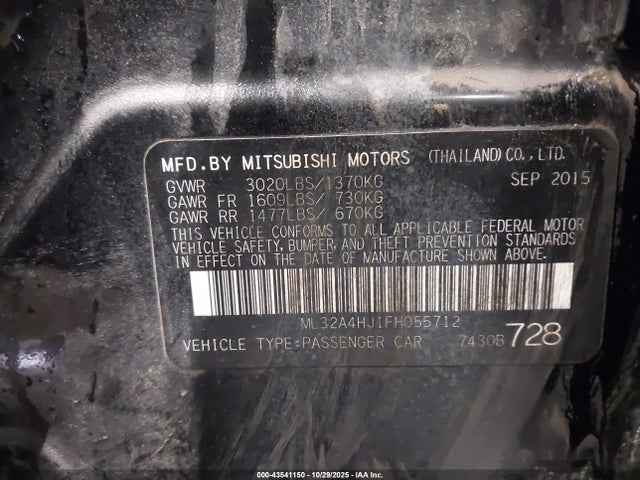 MFD.BY MITSUBISHI MOTORS (THAILAND)CO.,LTD.
GVWR 3020LBS/1370KG SEP 2015
GAWR FR 1609LBS/ 730KG
GAWR RR 1477LBS/ 670KG
THIS VEHICLE CONFORMS TO ALL APPLICABLE FEDERAL MOTOR
VEHICLE SAFETY, BUMPER, AND THEFT PREVENTION STANDARDS
IN EFFECT ON THE DATE OF MANUFACTURE SHOWN ABOVE.
ML32A4HJ1FH055712
VEHICLE TYPE:PASSENGER CAR 7430B 728
000-43541150 - 10/29/2025 - IAA Inc.